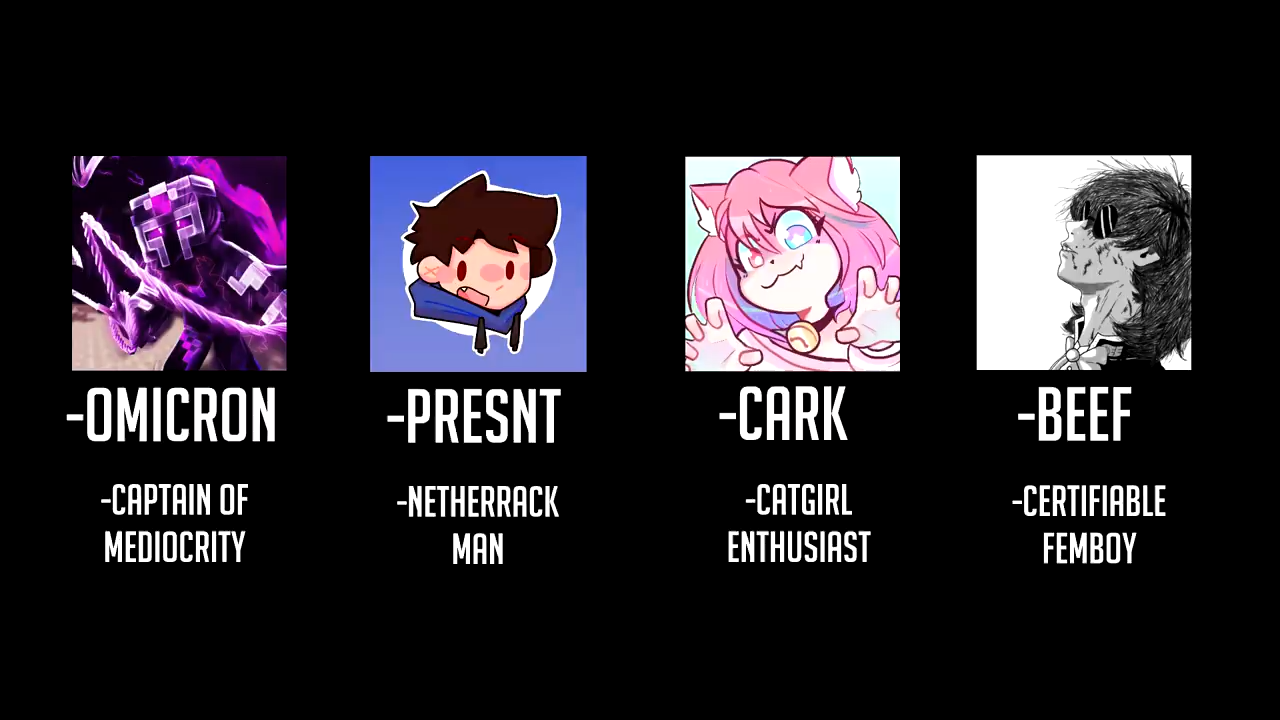 -OMICRON
-CAPTAIN OF
MEDIOCRITY
-PRESNT
-NETHERRACK
MAN
-CARK
-CATGIRL
ENTHUSIAST
-BEEF
-CERTIFIABLE
FEMBOY